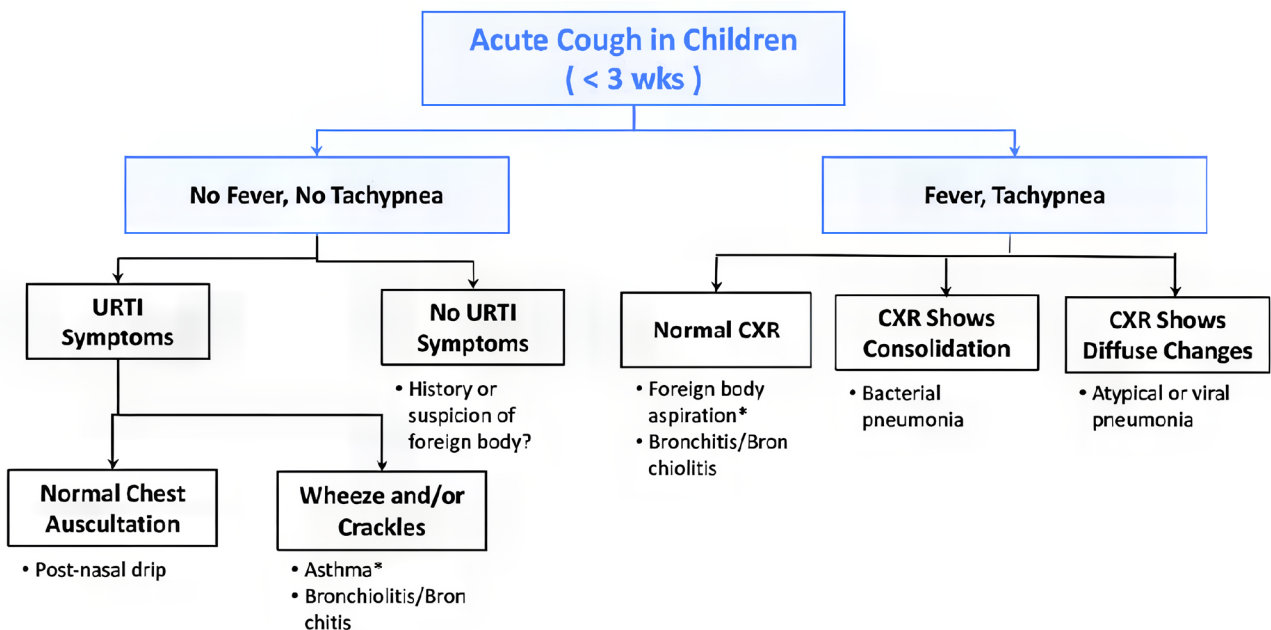 Acute Cough in Children
( < 3 wks )
No Fever, No Tachypnea
Fever, Tachypnea
URTI
Symptoms
No URTI
Symptoms
• History or
suspicion of
foreign body?
Normal CXR
• Foreign body
aspiration*
• Bronchitis/Bron
chiolitis
CXR Shows
Consolidation
• Bacterial
pneumonia
CXR Shows
Diffuse Changes
• Atypical or viral
pneumonia
Normal Chest
Auscultation
• Post-nasal drip
Wheeze and/or
Crackles
• Asthma*
• Bronchiolitis/Bron
chitis